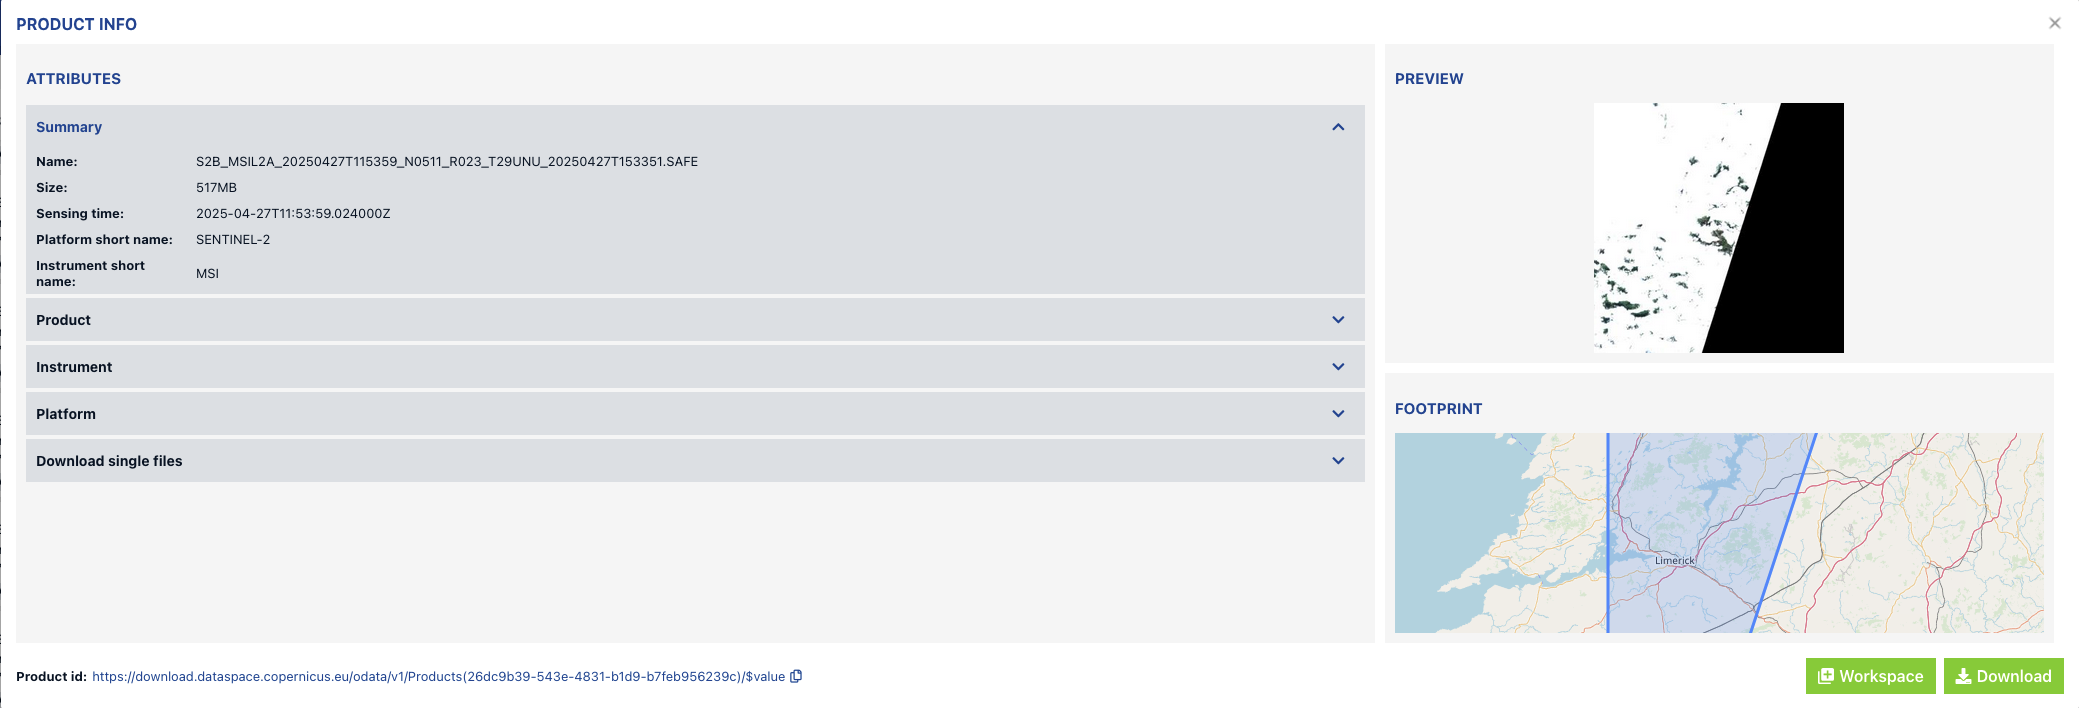 PRODUCT INFO
ATTRIBUTES
Summary
Name: S2B_MSIL2A_20250427T115359_N0511_R023_T29UNU_20250427T153351.SAFE
Size: 517MB
Sensing time: 2025-04-27T11:53:59.024000Z
Platform short name: SENTINEL-2
Instrument short
name: MSI
Product
Instrument
Platform
Download single files
PREVIEW
FOOTPRINT
Limerick
Product id: https://download.dataspace.copernicus.eu/odata/v1/Products(26dc9b39-543e-4831-b1d9-b7feb956239c)/$value
Workspace
Download